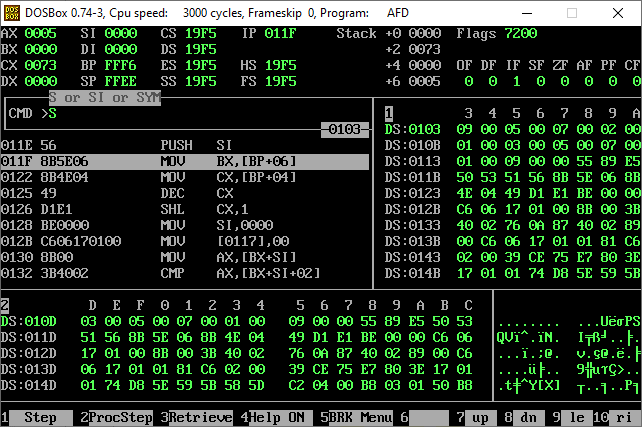 DOSBox 0.74-3, Cpu speed: 3000 cycles, Frameskip 0, Program: AFD
AX 0005 SI 0000 CS 19F5 IP 011F Stack +0 0000 Flags 7200
BX 0000 DI 0000 DS 19F5 +2 0073
CX 0073 BP FFF6 ES 19F5 HS 19F5 +4 0103 OF DF IF SF ZF AF PF CF
DX 0000 SP FFEE SS 19F5 FS 19F5 +6 0005 0 0 1 0 0 0 0 0
S or SI or SYM
CMD >S
0103
1 3 4 5 6 7 8 9 A
DS:0103 09 00 05 00 07 00 02 00
DS:010B 01 00 03 00 05 00 07 00
DS:0113 01 00 09 00 00 55 89 E5
DS:011B 50 53 51 56 8B 5E 06 8B
DS:0123 4E 04 49 D1 E1 BE 00 00
DS:012B C6 06 17 01 00 8B 00 3B
DS:0133 40 02 76 0A 87 40 02 89
DS:013B 00 C6 06 17 01 01 81 C6
DS:0143 02 00 39 CE 75 E7 80 3E
DS:014B 17 01 01 74 D8 5E 59 5B
011E 56 PUSH SI
011F 8B5E06 MOV BX,[BP+06]
0122 8B4E04 MOV CX,[BP+04]
0125 49 DEC CX
0126 D1E1 SHL CX,1
0128 BE0000 MOV SI,0000
012B C606170100 MOV [0117],00
0130 8B00 MOV AX,[BX+SI]
0132 3B4002 CMP AX,[BX+SI+02]
2 D E F 0 1 2 3 4 5 6 7 8 9 A B C
DS:010D 03 00 05 00 07 00 01 00 09 00 00 55 89 E5 50 53 ........ ...UëσPS
DS:011D 51 56 8B 5E 06 8B 4E 04 49 D1 E1 BE 00 00 C6 06 QVï^.ïN. I╤ß╛..╞.
DS:012D 17 01 00 8B 00 3B 40 02 76 0A 87 40 02 89 00 C6 ...ï.;@. v.ç@.ë.╞
DS:013D 06 17 01 01 81 C6 02 00 39 CE 75 E7 80 3E 17 01 ....ü╞.. 9╬uτÇ>..
DS:014D 01 74 D8 5E 59 5B 58 5D C2 04 00 B8 03 01 50 B8 .t╪^Y[X] ┬..╕..P╕
1 Step 2 ProcStep 3 Retrieve 4 Help ON 5 BRK Menu 6 7 up 8 dn 9 le 10 ri